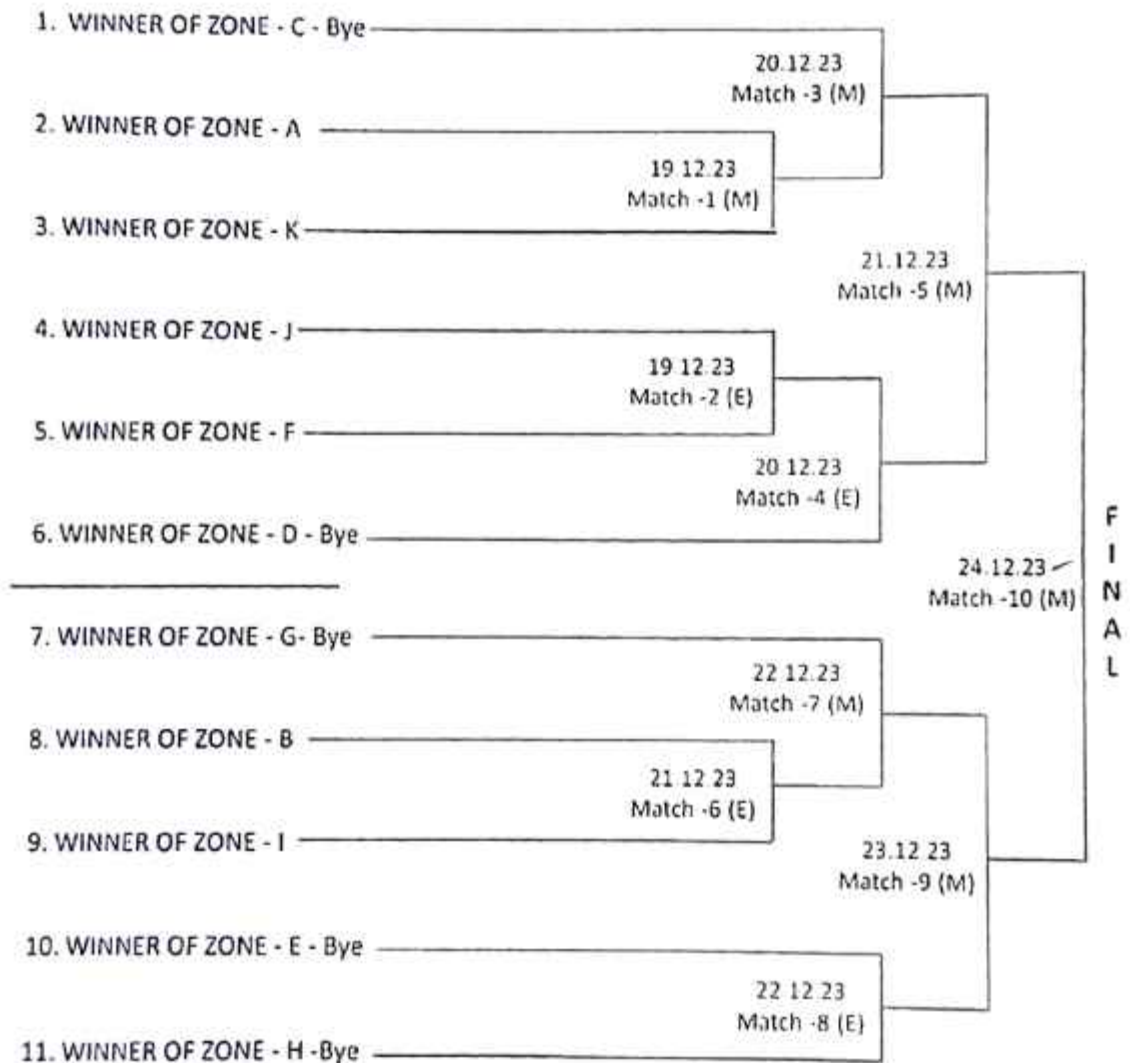 1. WINNER OF ZONE - C - Bye
20.12.23
Match -3 (M)
2. WINNER OF ZONE - A
19 12.23
Match -1 (M)
3. WINNER OF ZONE - K
21.12.23
Match -5 (M)
4. WINNER OF ZONE - J
19 12.23
Match -2 (E)
5. WINNER OF ZONE - F
20 12.23
Match -4 (E)
6. WINNER OF ZONE - D - Bye
24.12.23
Match -10 (M)
FINAL
7. WINNER OF ZONE - G- Bye
22 12.23
Match -7 (M)
8. WINNER OF ZONE - B
21 12 23
Match -6 (E)
9. WINNER OF ZONE - I
23.12 23
Match -9 (M)
10. WINNER OF ZONE - E - Bye
22 12.23
Match -8 (E)
11. WINNER OF ZONE - H -Bye